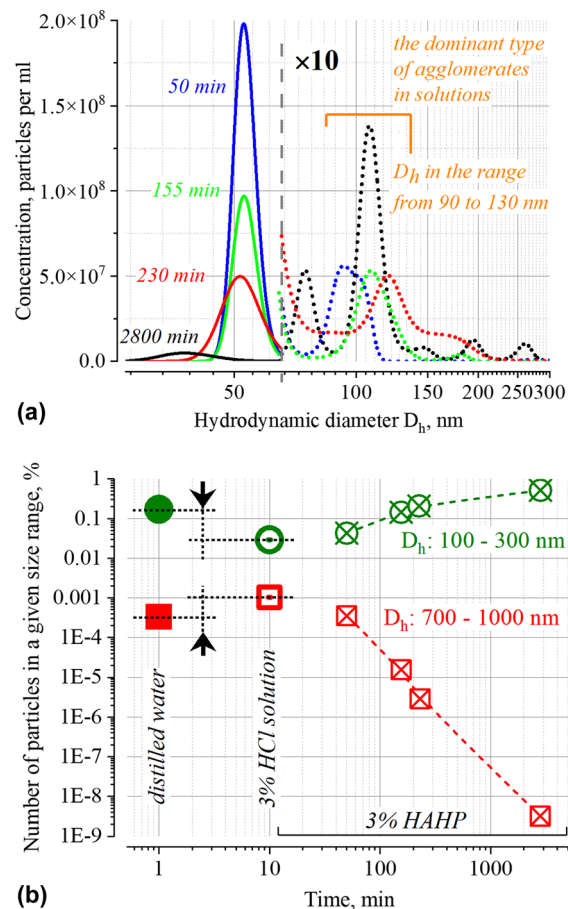 2.0×10⁸
1.5×10⁸
1.0×10⁸
5.0×10⁷
0.0
Concentration, particles per ml
50 min
155 min
230 min
2800 min
×10
the dominant type
of agglomerates
in solutions
Dₕ in the range
from 90 to 130 nm
50 100 150 200 250 300
Hydrodynamic diameter Dₕ, nm
(a)
Number of particles in a given size range, %
1
0.1
0.01
0.001
1E-4
1E-5
1E-6
1E-7
1E-8
1E-9
Dₕ: 100 - 300 nm
Dₕ: 700 - 1000 nm
distilled water
3% HCl solution
3% HAHP
1 10 100 1000
Time, min
(b)